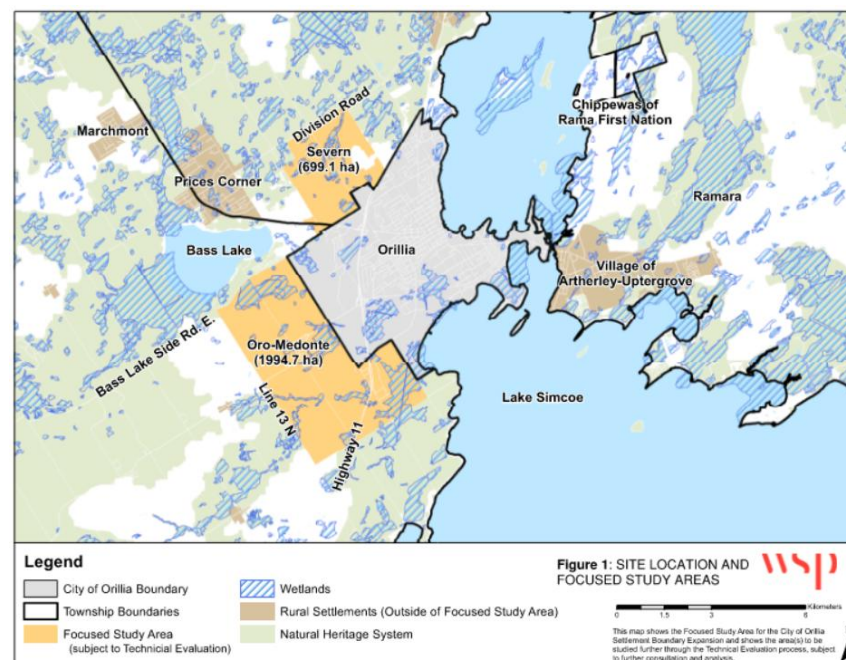 Division Road
Marchmont
Severn
(699.1 ha)
Chippewas of
Rama First Nation
Prices Corner
Ramara
Bass Lake
Orillia
Village of
Artherley-Uptergrove
Oro-Medonte
(1994.7 ha)
Bass Lake Side Rd. E.
Line 13 N
Highway 11
Lake Simcoe
Legend
City of Orillia Boundary
Township Boundaries
Focused Study Area
(subject to Technicial Evaluation)
Wetlands
Rural Settlements (Outside of Focused Study Area)
Natural Heritage System
Figure 1: SITE LOCATION AND
FOCUSED STUDY AREAS
wsp
0 1.5 3 6 Kilometers
This map shows the Focused Study Area for the City of Orillia
Settlement Boundary Expansion and shows the area(s) to be
studied further through the Technical Evaluation process, subject
to further consultation and analysis.